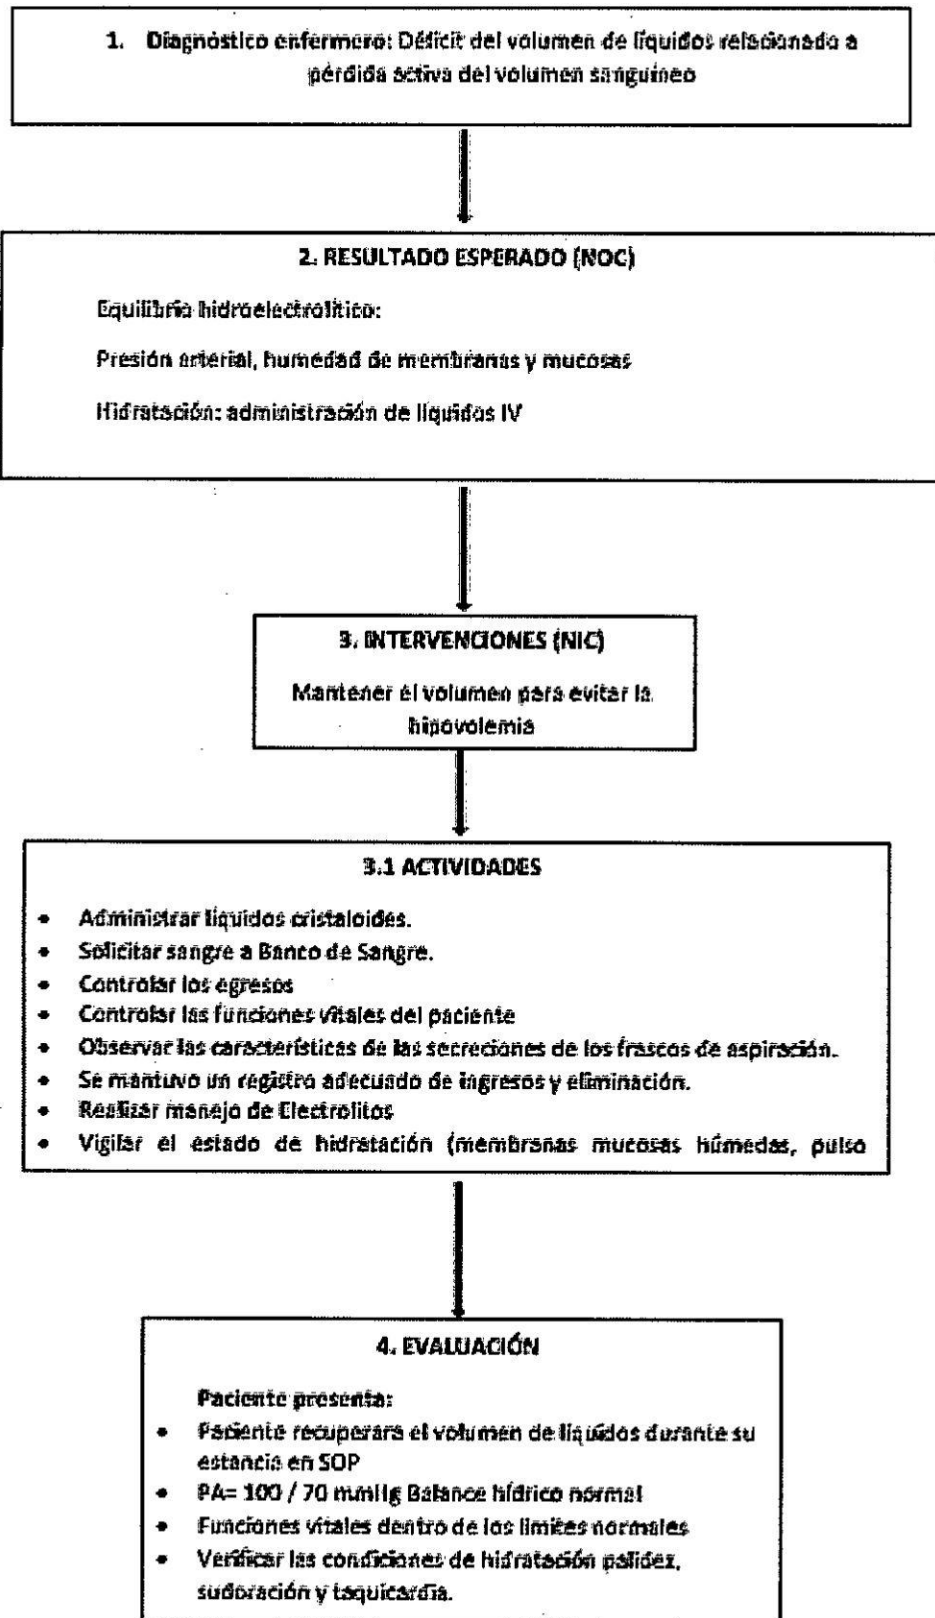 1. Diagnóstico enfermero: Déficit del volumen de líquidos relacionado a
pérdida activa del volumen sanguíneo
2. RESULTADO ESPERADO (NOC)
Equilibrio hidroelectrolítico:
Presión arterial, humedad de membranas y mucosas
Hidratación: administración de líquidos IV
3. INTERVENCIONES (NIC)
Mantener el volumen para evitar la
hipovolemia
3.1 ACTIVIDADES
• Administrar líquidos cristaloides.
• Solicitar sangre a Banco de Sangre.
• Controlar los egresos
• Controlar las funciones vitales del paciente
• Observar las características de las secreciones de los frascos de aspiración.
• Se mantuvo un registro adecuado de ingresos y eliminación.
• Realizar manejo de Electrolitos
• Vigilar el estado de hidratación (membranas mucosas húmedas, pulso
4. EVALUACIÓN
Paciente presenta:
• Paciente recuperara el volumen de líquidos durante su
estancia en SOP
• PA= 100 / 70 mmHg Balance hídrico normal
• Funciones vitales dentro de los limites normales
• Verificar las condiciones de hidratación palidez,
sudoración y taquicardia.